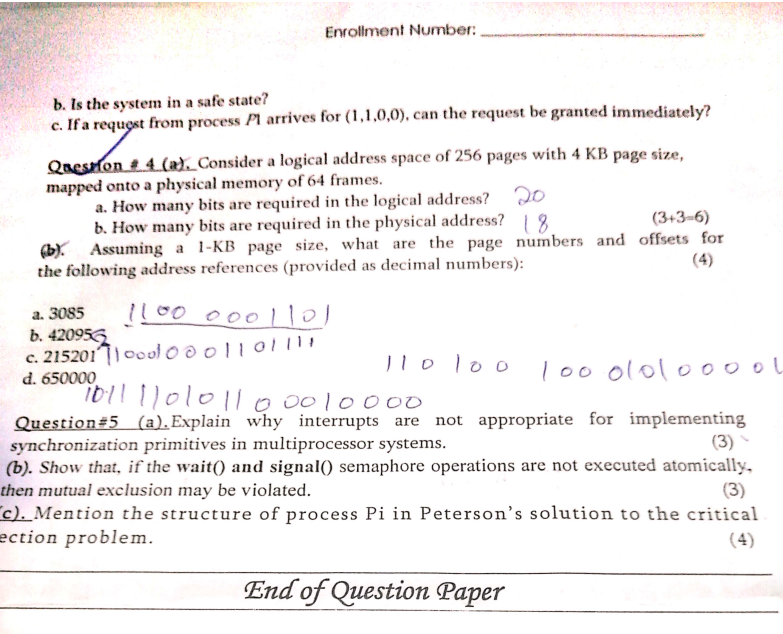 Enrollment Number:
b. Is the system in a safe state?
c. If a request from process P1 arrives for (1,1,0,0), can the request be granted immediately?
Question # 4 (a). Consider a logical address space of 256 pages with 4 KB page size,
mapped onto a physical memory of 64 frames.
a. How many bits are required in the logical address? 20
b. How many bits are required in the physical address? 18 (3+3=6)
(b). Assuming a 1-KB page size, what are the page numbers and offsets for
the following address references (provided as decimal numbers): (4)
a. 3085 1100 0001101
b. 42095
c. 215201 11000100011011111
d. 650000 110100 1000101000001
1011110101100010000
Question#5 (a). Explain why interrupts are not appropriate for implementing
synchronization primitives in multiprocessor systems. (3)
(b). Show that, if the wait() and signal() semaphore operations are not executed atomically,
then mutual exclusion may be violated. (3)
c). Mention the structure of process Pi in Peterson's solution to the critical
ection problem. (4)
End of Question Paper